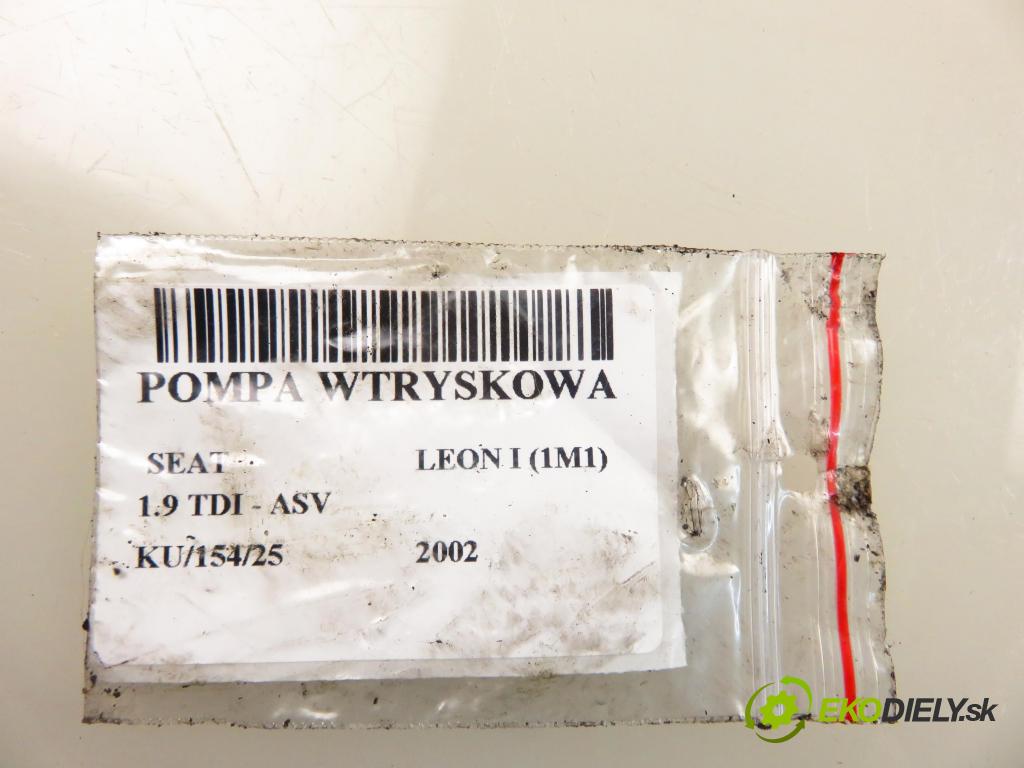 POMPA WTRYSKOWA
SEAT LEON I (1M1)
1.9 TDI - ASV
KU/154/25 2002
EKODIELY.sk